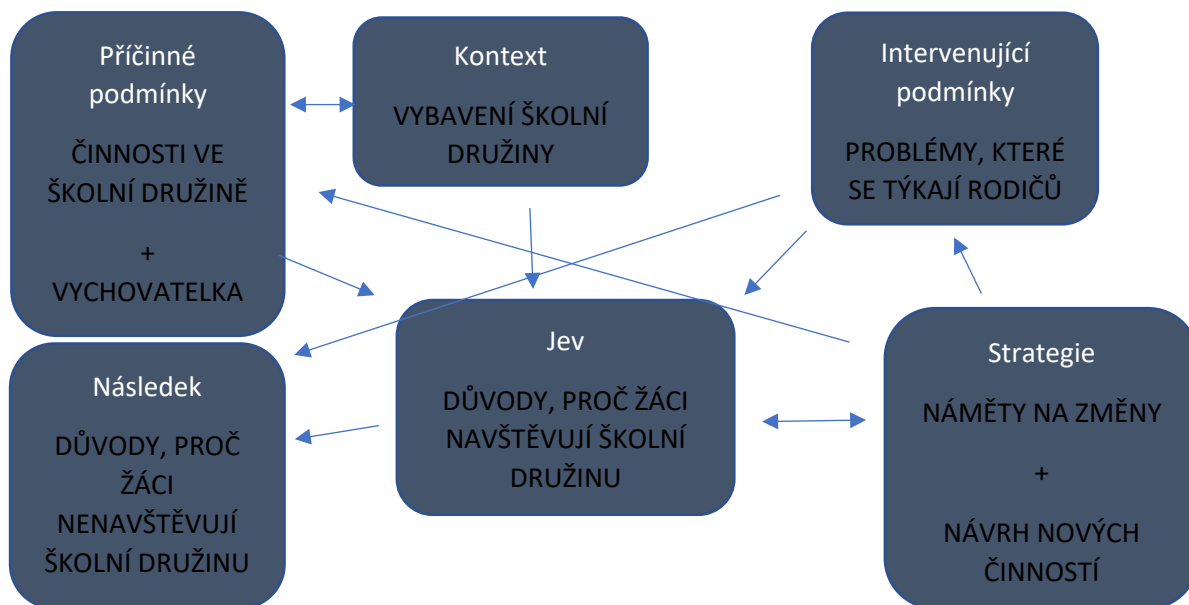 Příčinné
podmínky
ČINNOSTI VE
ŠKOLNÍ DRUŽINĚ
+
VYCHOVATELKA
Kontext
VYBAVENÍ ŠKOLNÍ
DRUŽINY
Intervenující
podmínky
PROBLÉMY, KTERÉ
SE TÝKAJÍ RODIČŮ
Následek
DŮVODY, PROČ
ŽÁCI
NENAVŠTĚVUJÍ
ŠKOLNÍ DRUŽINU
Jev
DŮVODY, PROČ ŽÁCI
NAVŠTĚVUJÍ ŠKOLNÍ
DRUŽINU
Strategie
NÁMĚTY NA ZMĚNY
+
NÁVRH NOVÝCH
ČINNOSTÍ